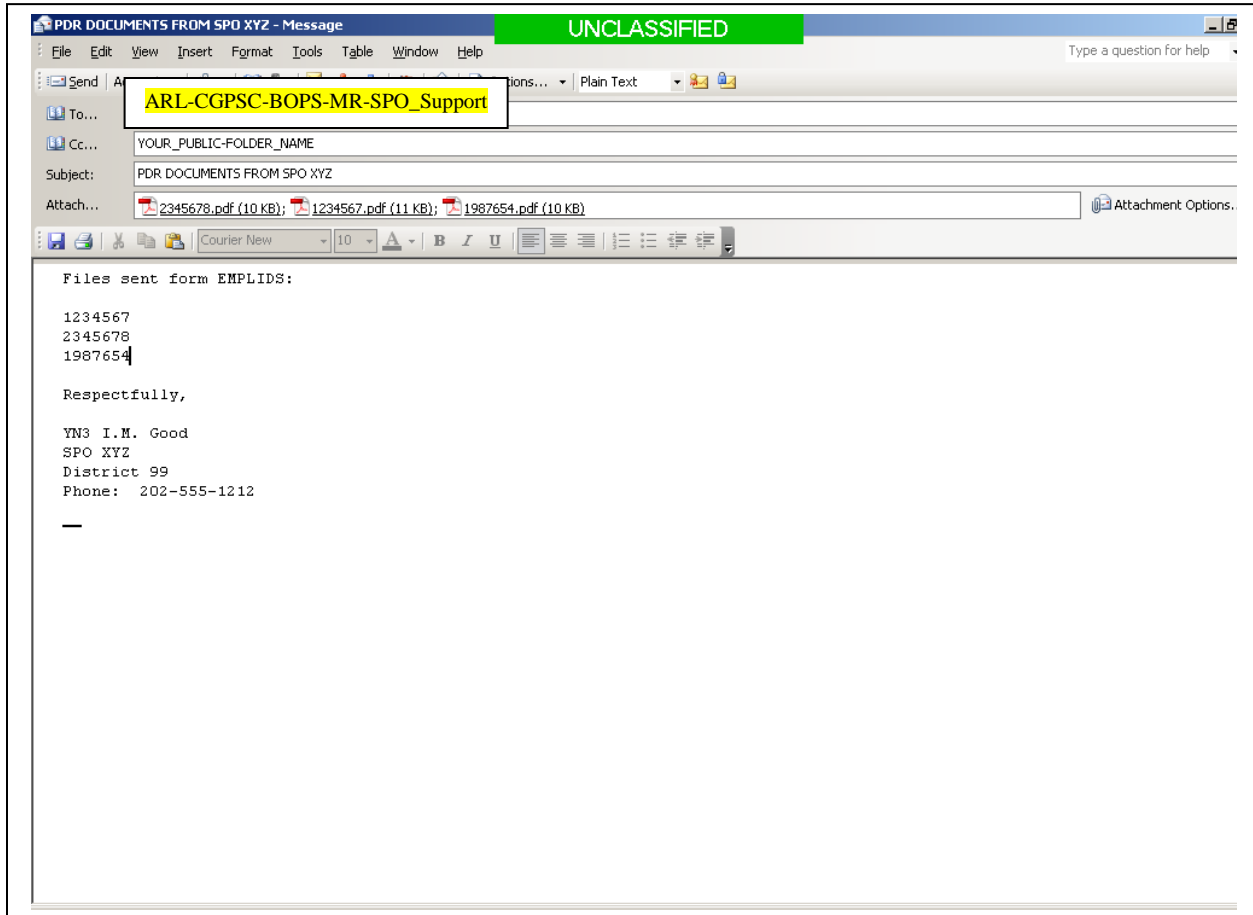 PDR DOCUMENTS FROM SPO XYZ - Message
UNCLASSIFIED
File Edit View Insert Format Tools Table Window Help
Type a question for help
Send
Options... Plain Text
ARL-CGPSC-BOPS-MR-SPO_Support
To...
Cc... YOUR_PUBLIC-FOLDER_NAME
Subject: PDR DOCUMENTS FROM SPO XYZ
Attach... 2345678.pdf (10 KB); 1234567.pdf (11 KB); 1987654.pdf (10 KB) Attachment Options..
Courier New 10 A B I U
Files sent form EMPLIDS:
1234567
2345678
1987654
Respectfully,
YN3 I.M. Good
SPO XYZ
District 99
Phone: 202-555-1212